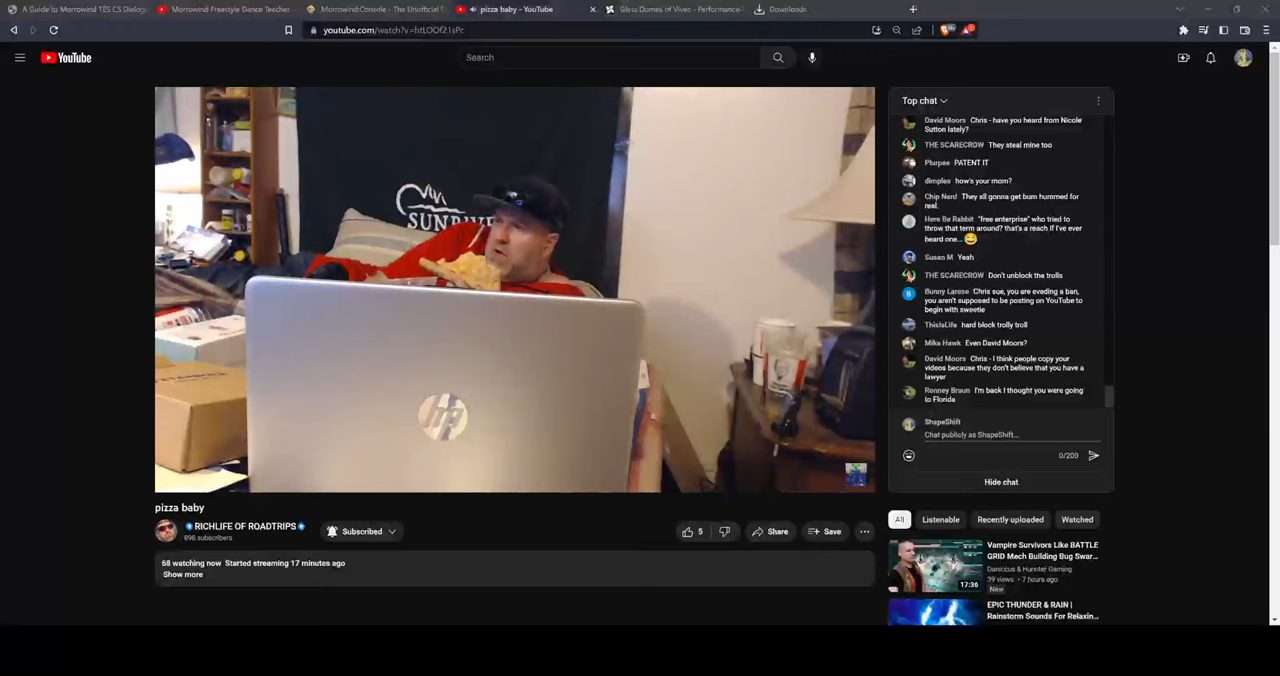 A Guide to Morrowind TES CS Dialog
Morrowind Freestyle Dance Teacher
Morrowind:Console - The Unofficial
pizza baby - YouTube
Glass Domes of Vivec - Performance
Downloads
youtube.com/watch?v=
YouTube
Search
SUNRIVE
hp
Top chat
David Moors Chris - have you heard from Nicole
Sutton lately?
THE SCARECROW They steal mine too
Plurpee PATENT IT
dimples how's your mom?
Chip Nerd They all gonna get bum hummed for
real.
Here Be Rabbit "free enterprise" who tried to
throw that term around? that's a reach if I've ever
heard one...
Susan M Yeah
THE SCARECROW Don't unblock the trolls
B
Bunny Larese 'Chris sue, you are evading a ban,
you aren't supposed to be posting on YouTube to
begin with sweetie
ThisIsLife hard block trolly troll
Mike Hawk Even David Moors?
David Moors Chris - I think people copy your
videos because they don't believe that you have a
lawyer
Ronney Braun I'm back I thought you were going
to Florida
ShapeShift
Chat publicly as ShapeShift...
0/200
Hide chat
pizza baby
RICHLIFE OF ROADTRIPS
898 subscribers
Subscribed
5
Share
Save
68 watching now Started streaming 17 minutes ago
Show more
All
Listenable
Recently uploaded
Watched
Vampire Survivors Like BATTLE
GRID Mech Building Bug Swar...
Daniccus & Hunnter Gaming
39 views • 7 hours ago
New
17:36
EPIC THUNDER & RAIN |
Rainstorm Sounds For Relaxin...